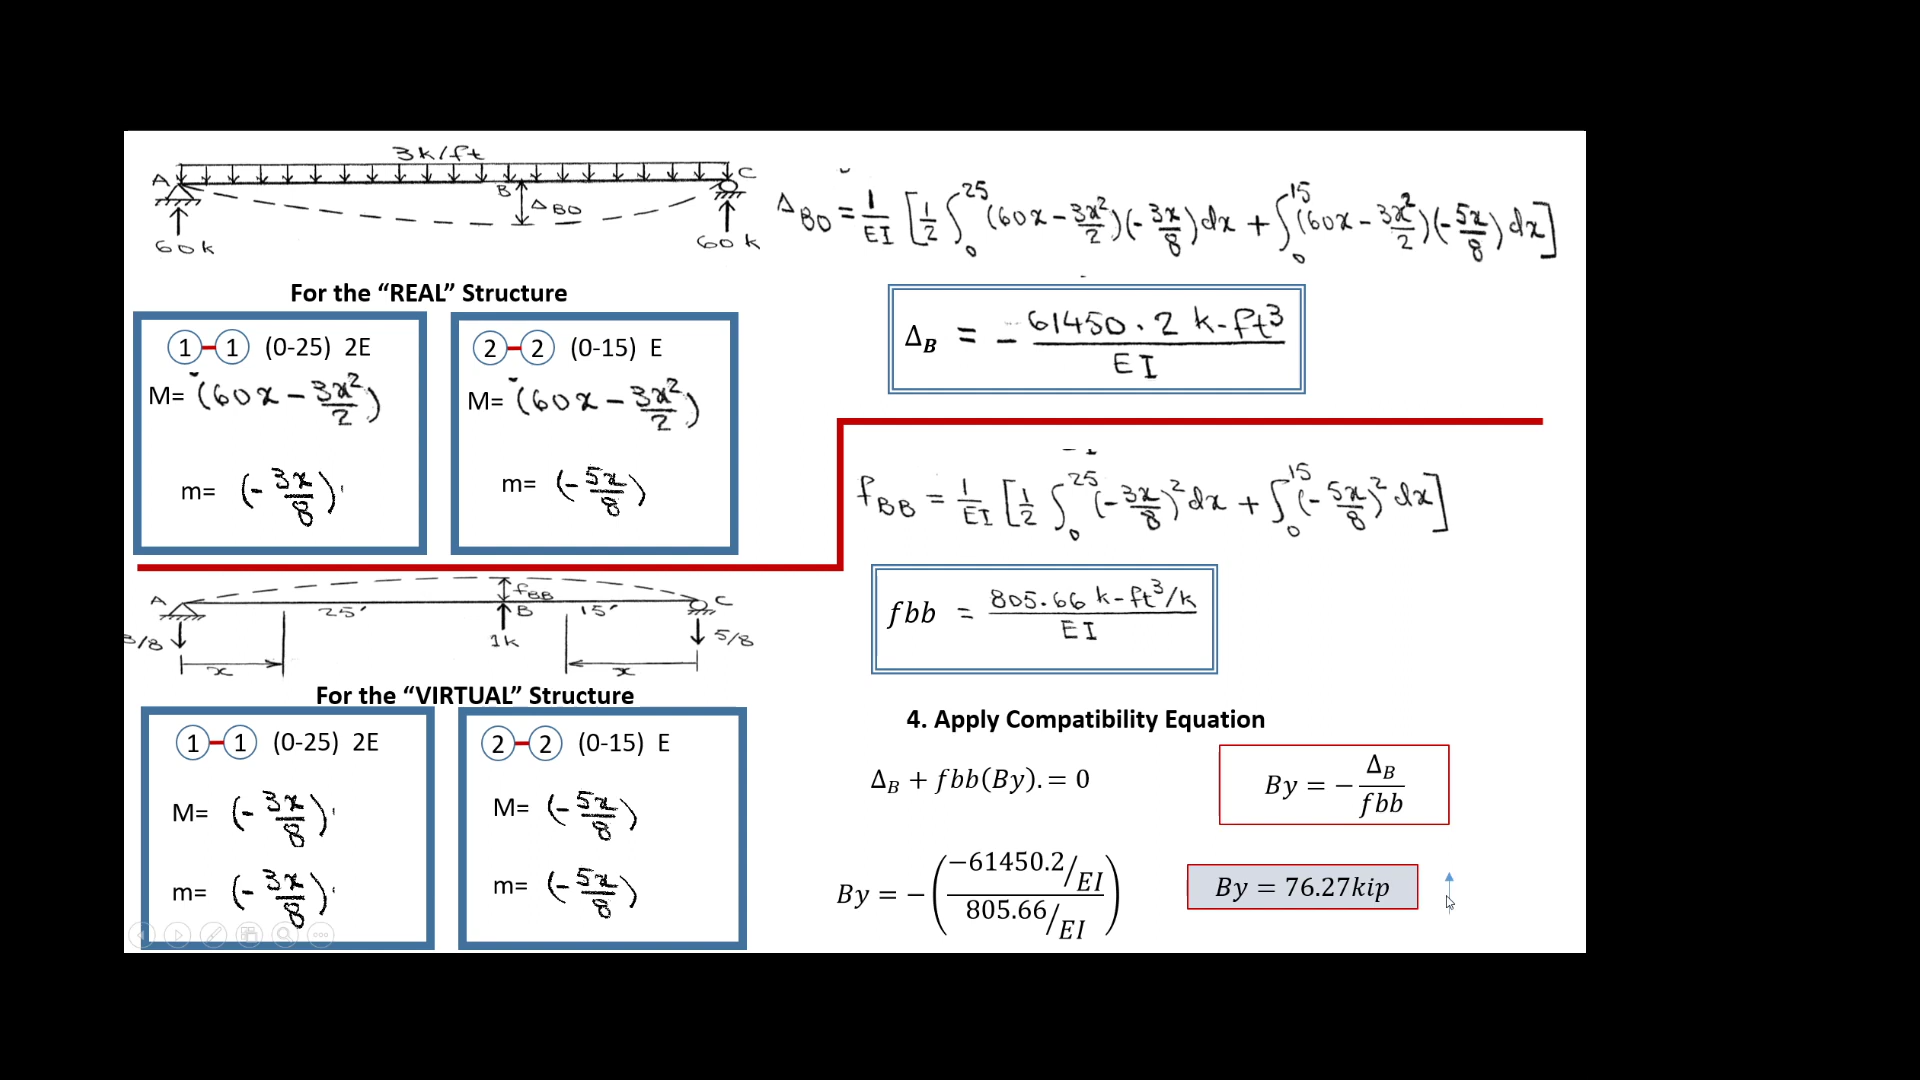 3k/ft
A B C
Δ BO
60 k 60 k
Δ BO = 1/EI [1/2 ∫₀²⁵ (60x − 3x²/2)(−3x/8) dx + ∫₀¹⁵ (60x − 3x²/2)(−5x/8) dx]
For the “REAL” Structure
1-1 (0-25) 2E
M= (60x − 3x²/2)
m= (−3x/8)
2-2 (0-15) E
M= (60x − 3x²/2)
m= (−5x/8)
Δ_B = − 61450.2 k-ft³ / EI
f_BB = 1/EI [1/2 ∫₀²⁵ (−3x/8)² dx + ∫₀¹⁵ (−5x/8)² dx]
fbb = 805.66 k-ft³/k / EI
A f_BB C
25' B 15'
3/8 1k 5/8
x x
For the “VIRTUAL” Structure
1-1 (0-25) 2E
M= (−3x/8)
m= (−3x/8)
2-2 (0-15) E
M= (−5x/8)
m= (−5x/8)
4. Apply Compatibility Equation
Δ_B + fbb(By). = 0
By = − Δ_B/fbb
By = − (−61450.2/EI / 805.66/EI)
By = 76.27kip